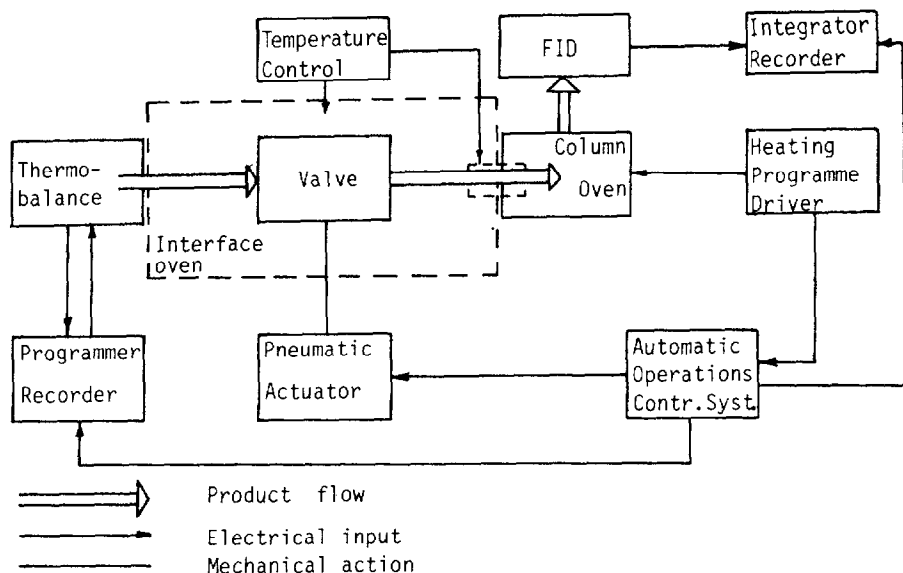 Temperature
Control
FID
Integrator
Recorder
Thermo-
balance
Valve
Column
Oven
Heating
Programme
Driver
Interface
oven
Programmer
Recorder
Pneumatic
Actuator
Automatic
Operations
Contr.Syst.
Product flow
Electrical input
Mechanical action